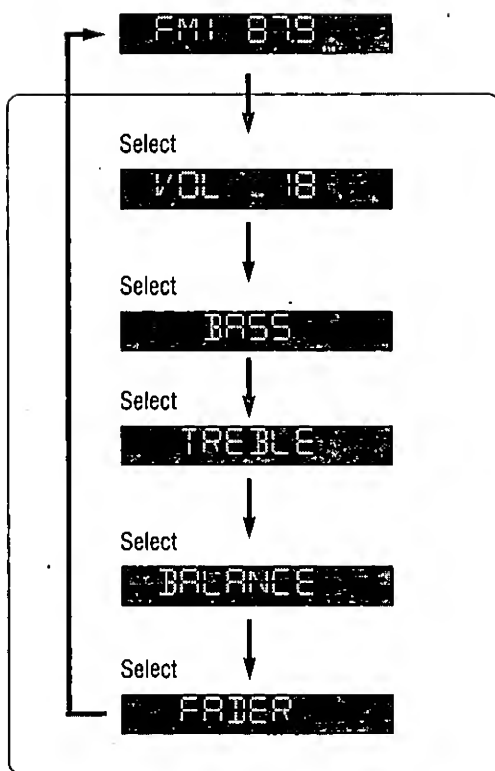 FM1 87.9
Select
VOL 18
Select
BASS
Select
TREBLE
Select
BALANCE
Select
FADER